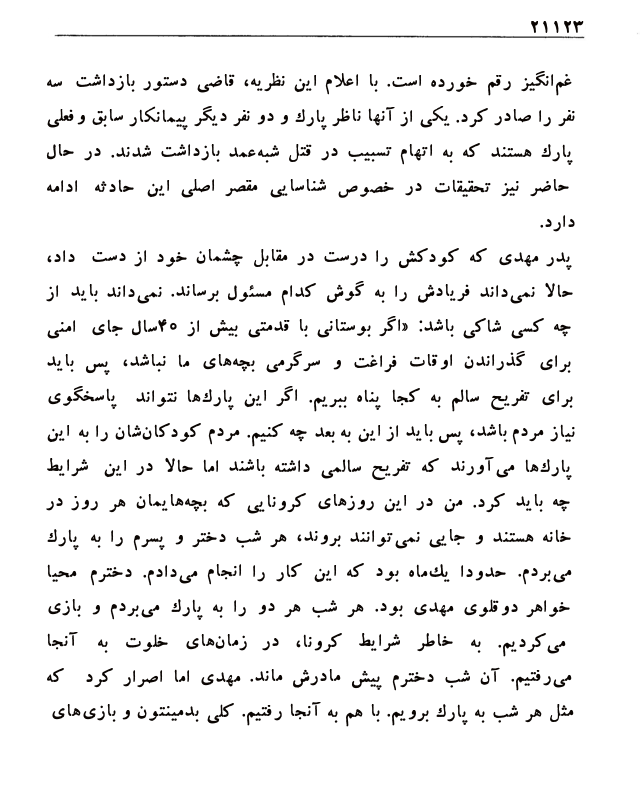 ۲۱۱۲۳
غم‌انگیز رقم خورده است. با اعلام این نظریه، قاضی دستور بازداشت سه
نفر را صادر کرد. یکی از آنها ناظر پارك و دو نفر دیگر پیمانکار سابق و فعلی
پارك هستند که به اتهام تسبیب در قتل شبه‌عمد بازداشت شدند. در حال
حاضر نیز تحقیقات در خصوص شناسایی مقصر اصلی این حادثه ادامه
دارد.
پدر مهدی که کودکش را درست در مقابل چشمان خود از دست داد،
حالا نمی‌داند فریادش را به گوش کدام مسئول برساند. نمی‌داند باید از
چه کسی شاکی باشد: «اگر بوستانی با قدمتی بیش از ۴۰سال جای امنی
برای گذراندن اوقات فراغت و سرگرمی بچه‌های ما نباشد، پس باید
برای تفریح سالم به کجا پناه ببریم. اگر این پارك‌ها نتواند پاسخگوی
نیاز مردم باشد، پس باید از این به بعد چه کنیم. مردم کودکان‌شان را به این
پارك‌ها می‌آورند که تفریح سالمی داشته باشند اما حالا در این شرایط
چه باید کرد. من در این روزهای کرونایی که بچه‌هایمان هر روز در
خانه هستند و جایی نمی‌توانند بروند، هر شب دختر و پسرم را به پارك
می‌بردم. حدودا یك‌ماه بود که این کار را انجام می‌دادم. دخترم محیا
خواهر دوقلوی مهدی بود. هر شب هر دو را به پارك می‌بردم و بازی
می‌کردیم. به خاطر شرایط کرونا، در زمان‌های خلوت به آنجا
می‌رفتیم. آن شب دخترم پیش مادرش ماند. مهدی اما اصرار کرد که
مثل هر شب به پارك برویم. با هم به آنجا رفتیم. کلی بدمینتون و بازی‌های